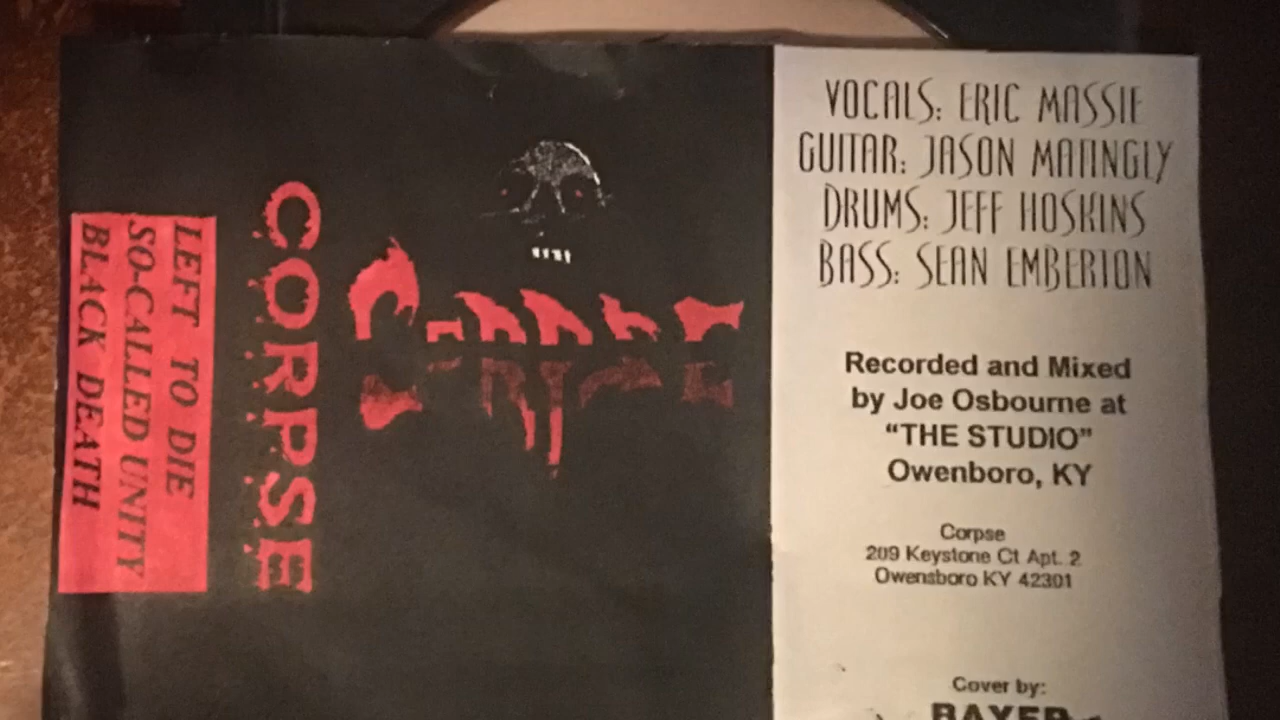 LEFT TO DIE
SO-CALLED UNITY
BLACK DEATH
CORPSE
VOCALS: ERIC MASSIE
GUITAR: JASON MATINGLY
DRUMS: JEFF HOSKINS
BASS: SEAN EMBERTON
Recorded and Mixed
by Joe Osbourne at
“THE STUDIO”
Owenboro, KY
Corpse
209 Keystone Ct Apt. 2
Owensboro KY 42301
Cover by:
BAYER